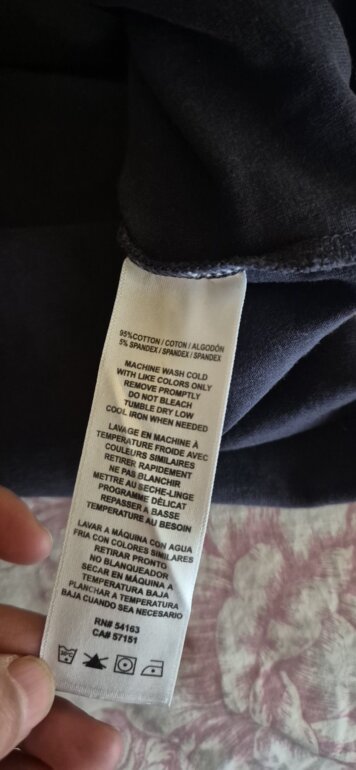 95%COTTON / COTON / ALGODÓN
5% SPANDEX / SPANDEX / SPANDEX
MACHINE WASH COLD
WITH LIKE COLORS ONLY
REMOVE PROMPTLY
DO NOT BLEACH
TUMBLE DRY LOW
COOL IRON WHEN NEEDED
LAVAGE EN MACHINE À
TEMPÉRATURE FROIDE AVEC
COULEURS SIMILAIRES
RETIRER RAPIDEMENT
NE PAS BLANCHIR
METTRE AU SECHE-LINGE
PROGRAMME DÉLICAT
REPASSER A BASSE
TEMPÉRATURE AU BESOIN
LAVAR A MÁQUINA CON AGUA
FRIA CON COLORES SIMILARES
RETIRAR PRONTO
NO BLANQUEADOR
SECAR EN MÁQUINA A
TEMPERATURA BAJA
PLANCHAR A TEMPERATURA
BAJA CUANDO SEA NECESARIO
RN# 54163
CA# 57151
30°C